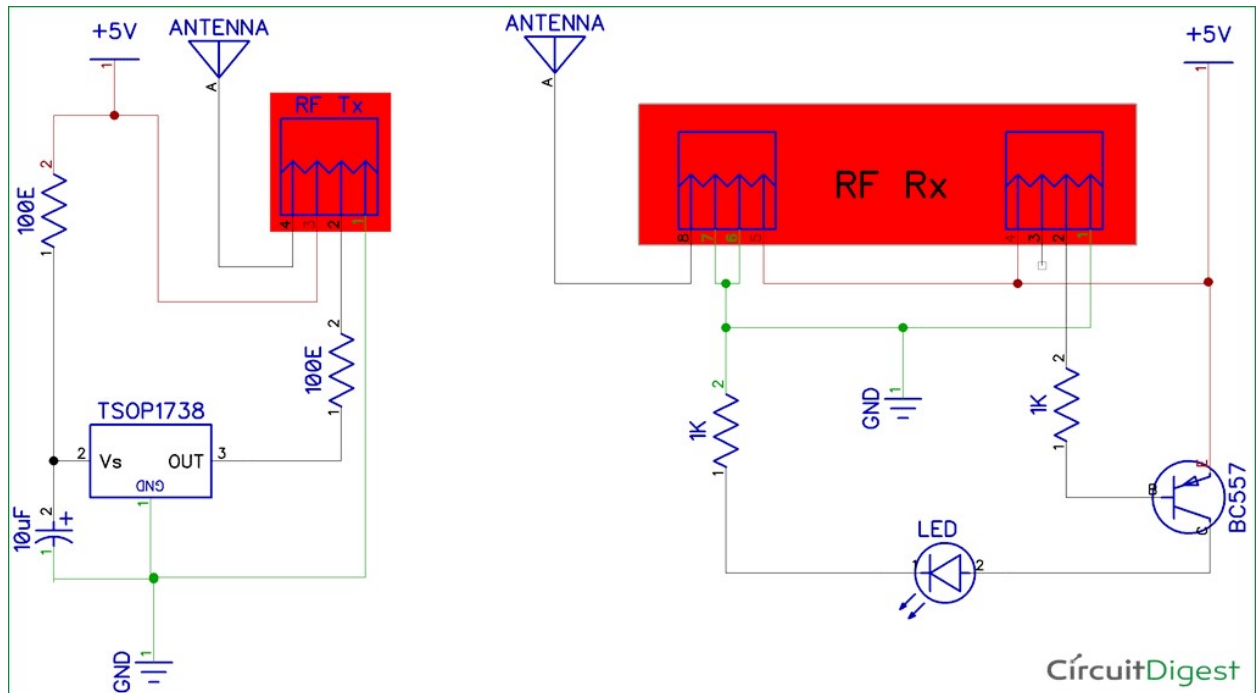 +5V
1
ANTENNA
A
RF Tx
4
3
2
1
2
100E
1
2
100E
1
TSOP1738
2
Vs
OUT
3
GND
1
2
+
10uF
1
GND
1
ANTENNA
A
+5V
1
RF Rx
8
7
6
5
4
3
2
1
2
1K
1
GND
1
2
1K
1
E
B
C
BC557
LED
1
2
CírcuitDigest